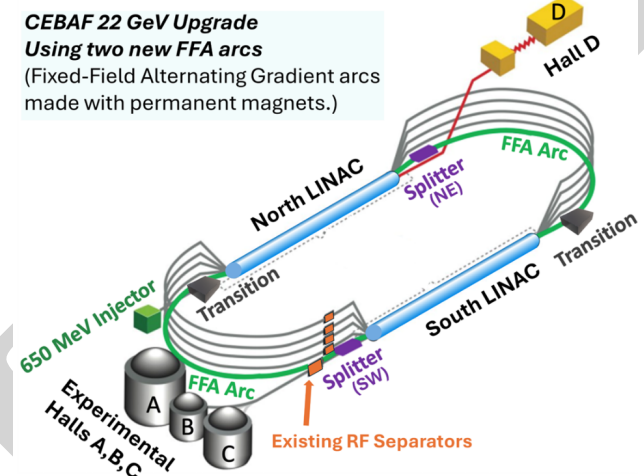 CEBAF 22 GeV Upgrade
Using two new FFA arcs
(Fixed-Field Alternating Gradient arcs
made with permanent magnets.)
D
Hall D
FFA Arc
North LINAC
Splitter
(NE)
Transition
Transition
South LINAC
650 MeV Injector
FFA Arc
Splitter
(SW)
A
B
C
Experimental
Halls A,B,C
Existing RF Separators